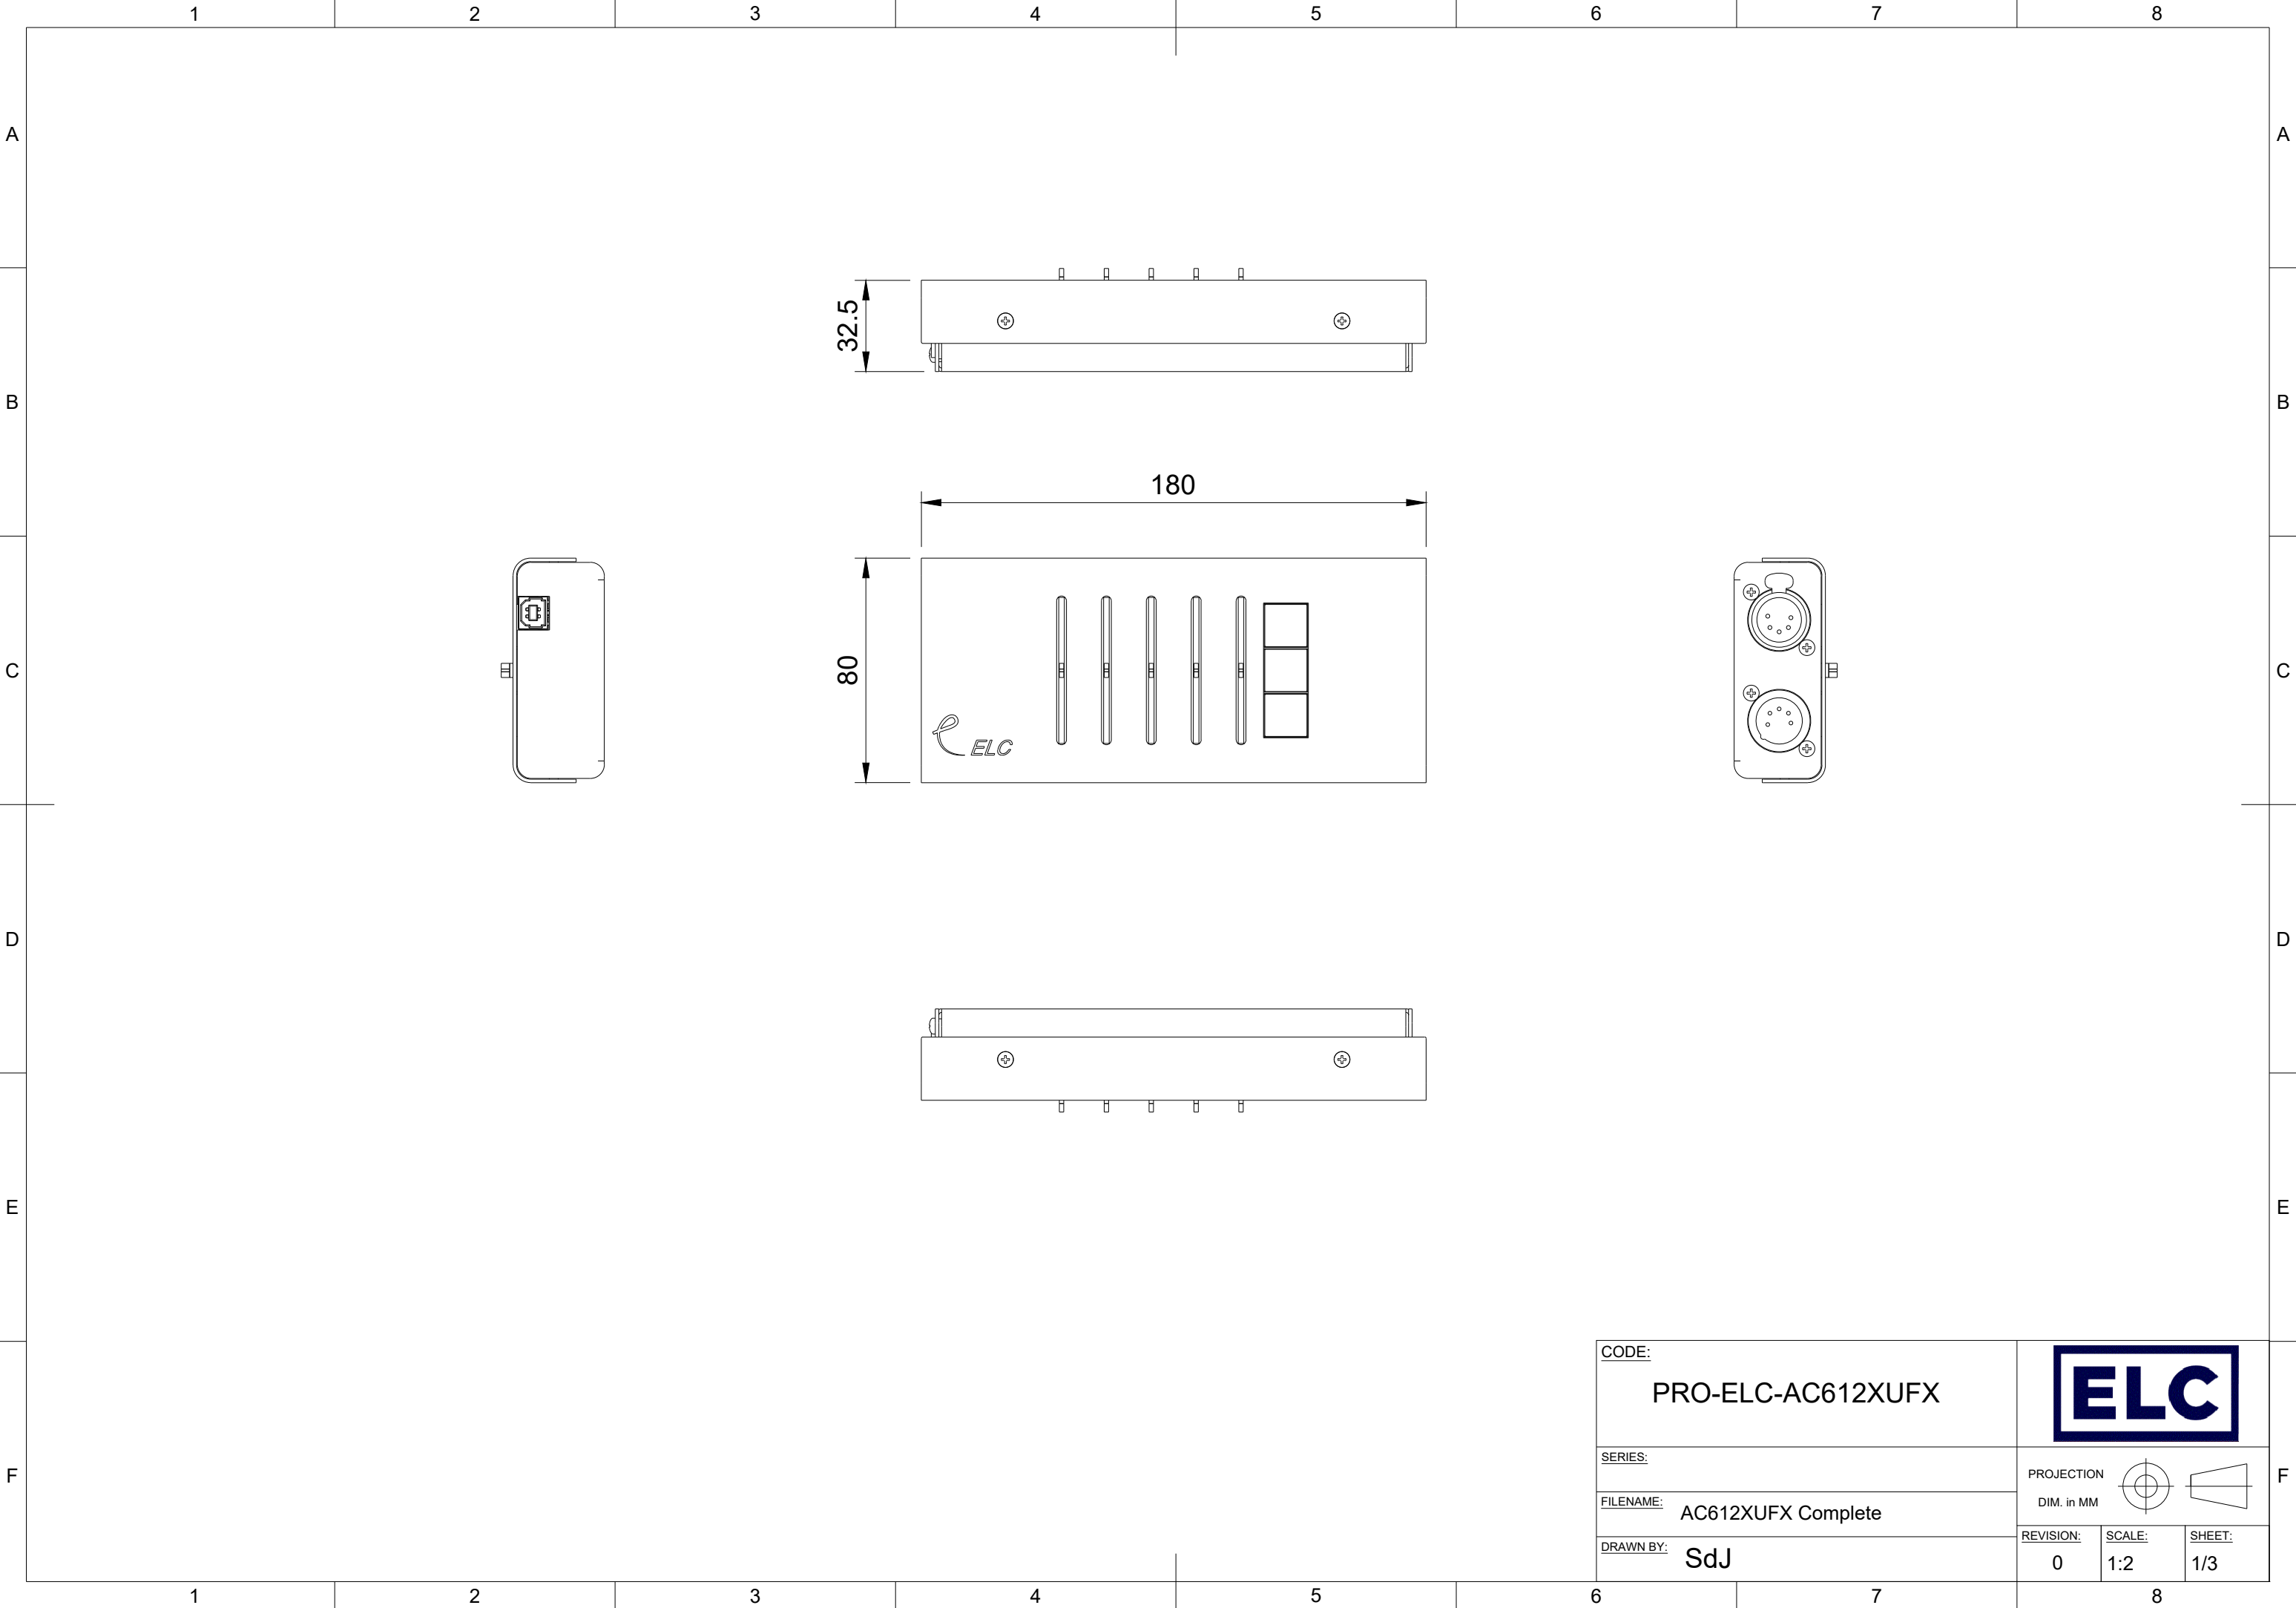 1 2 3 4 5 6 7 8
A A
32.5
B B
180
80
C C
ELC
D D
E E
CODE:
PRO-ELC-AC612XUFX
ELC
SERIES:
PROJECTION
DIM. in MM
F F
FILENAME: AC612XUFX Complete
DRAWN BY: SdJ
REVISION: SCALE: SHEET:
0 1:2 1/3
1 2 3 4 5 6 7 8